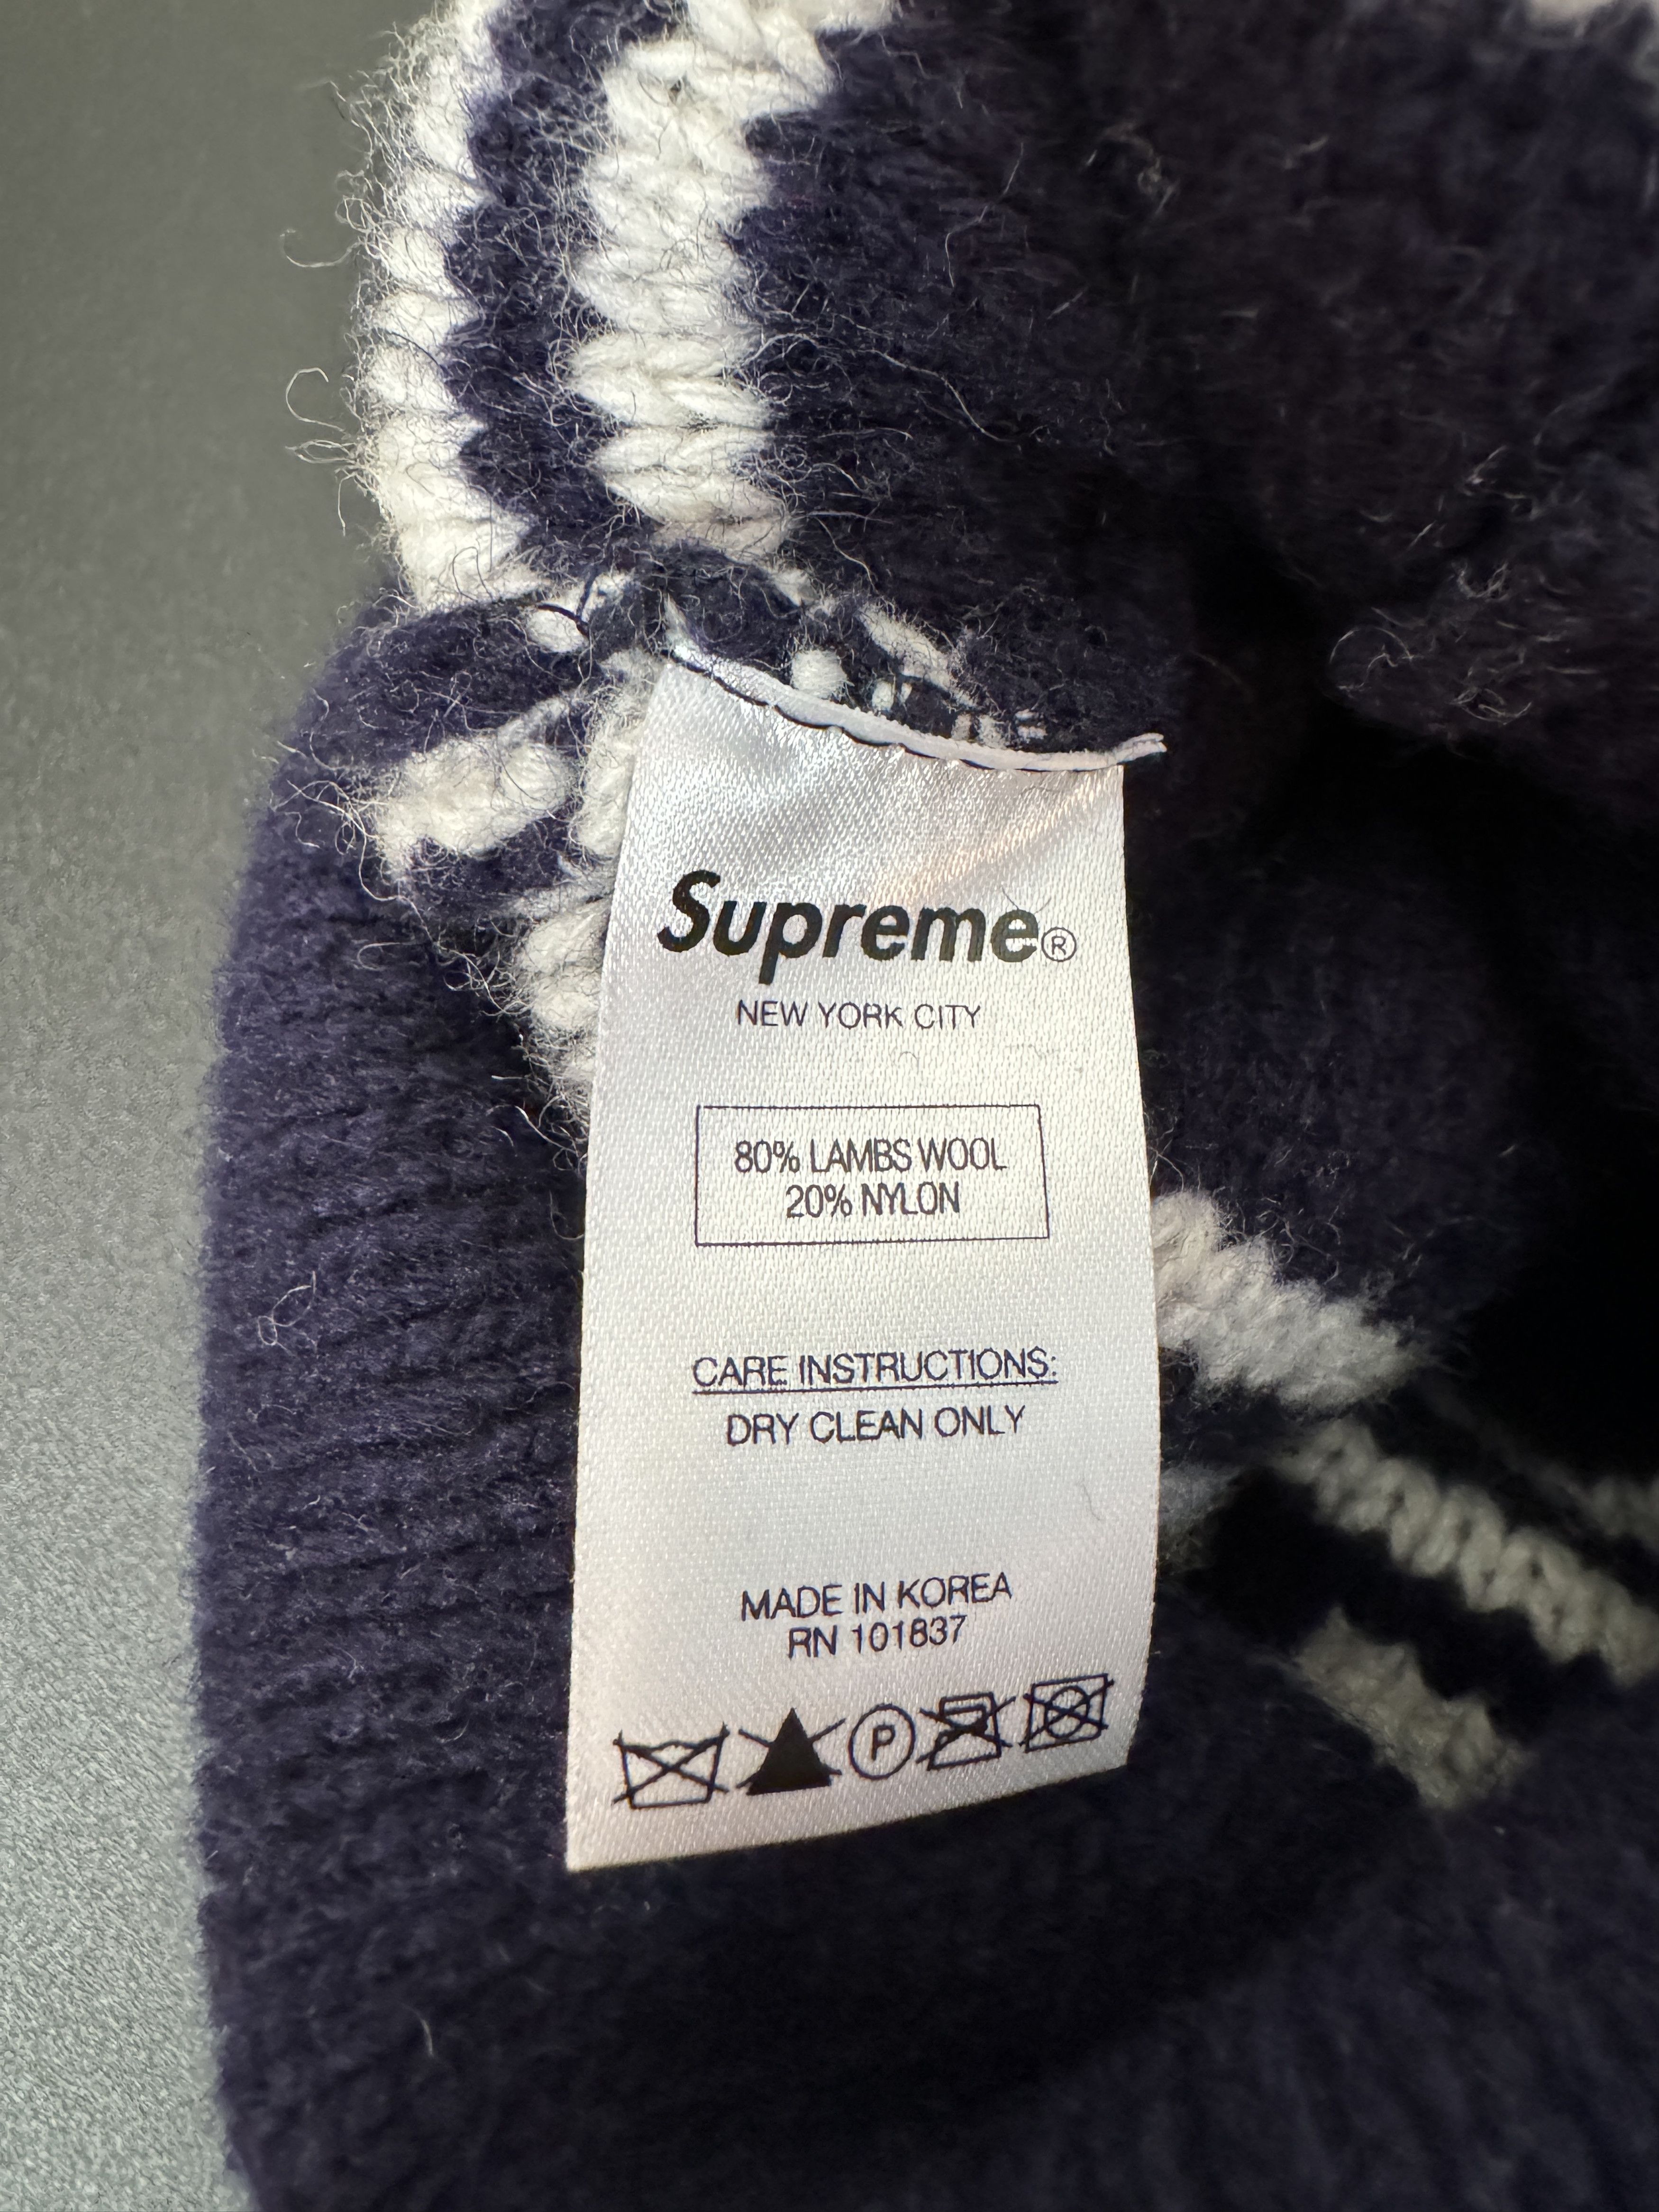 Supreme®
NEW YORK CITY
80% LAMBS WOOL
20% NYLON
CARE INSTRUCTIONS:
DRY CLEAN ONLY
MADE IN KOREA
RN 101837
P